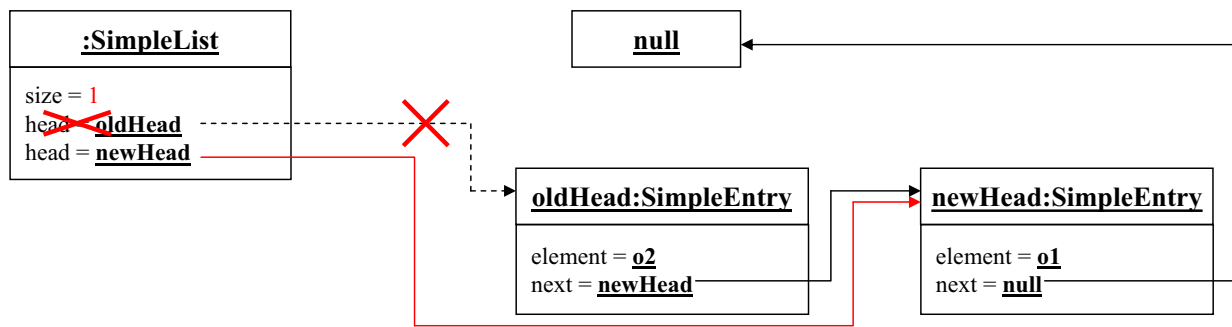 :SimpleList
size = 1
head = oldHead
head = newHead
null
oldHead:SimpleEntry
element = o2
next = newHead
newHead:SimpleEntry
element = o1
next = null